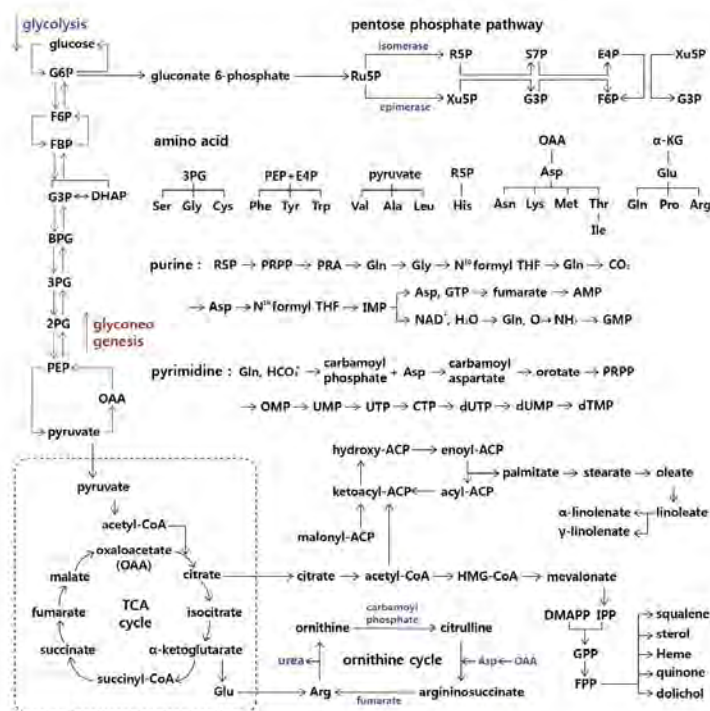 glycolysis
pentose phosphate pathway
glucose
isomerase
R5P S7P E4P Xu5P
G6P → gluconate 6-phosphate → Ru5P
epimerase
Xu5P G3P F6P G3P
F6P
FBP
amino acid
OAA α-KG
3PG PEP+E4P pyruvate R5P Asp Glu
G3P ↔ DHAP
Ser Gly Cys Phe Tyr Trp Val Ala Leu His Asn Lys Met Thr Gln Pro Arg
Ile
BPG
purine : R5P → PRPP → PRA → Gln → Gly → N¹⁰formyl THF → Gln → CO₂
3PG
→ Asp → N¹⁰formyl THF → IMP
Asp, GTP → fumarate → AMP
NAD⁺, H₂O → Gln, O → NH₃ → GMP
2PG
glyconeo
genesis
PEP
pyrimidine : Gln, HCO₃⁻ → carbamoyl phosphate + Asp → carbamoyl aspartate → orotate → PRPP
OAA
→ OMP → UMP → UTP → CTP → dUTP → dUMP → dTMP
pyruvate
hydroxy-ACP → enoyl-ACP
palmitate → stearate → oleate
pyruvate
ketoacyl-ACP ← acyl-ACP
α-linolenate ← linoleate
γ-linolenate
acetyl-CoA
malonyl-ACP
oxaloacetate
(OAA)
malate citrate → citrate → acetyl-CoA → HMG-CoA → mevalonate
fumarate TCA
cycle isocitrate
carbamoyl
phosphate
DMAPP IPP
squalene
ornithine → citrulline
sterol
succinate α-ketoglutarate
urea ornithine cycle Asp ← OAA
GPP
Heme
succinyl-CoA
quinone
FPP
Glu → Arg ← argininosuccinate
fumarate
dolichol